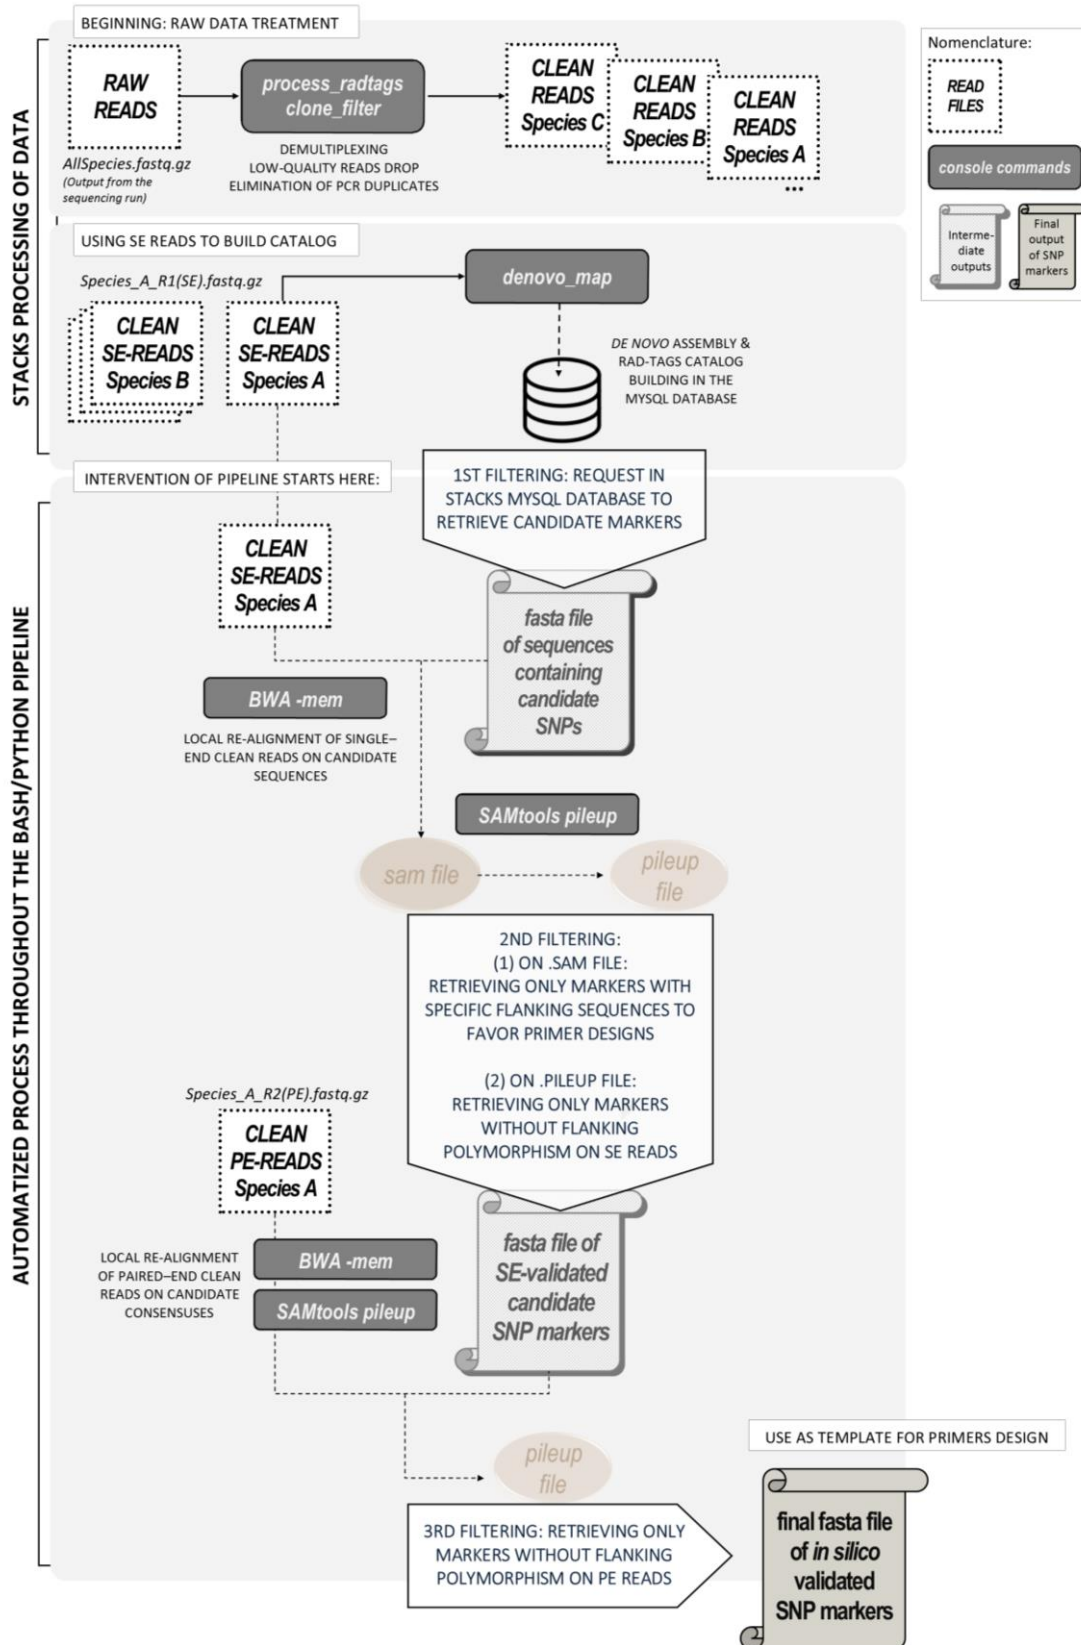 BEGINNING: RAW DATA TREATMENT
RAW
READS
AllSpecies.fastq.gz
(Output from the
sequencing run)
process_radtags
clone_filter
DEMULTIPLEXING
LOW-QUALITY READS DROP
ELIMINATION OF PCR DUPLICATES
CLEAN
READS
Species C
CLEAN
READS
Species B
CLEAN
READS
Species A
...
Nomenclature:
READ
FILES
console commands
Interme-
diate
outputs
Final
output
of SNP
markers
STACKS PROCESSING OF DATA
USING SE READS TO BUILD CATALOG
Species_A_R1(SE).fastq.gz
CLEAN
SE-READS
Species B
CLEAN
SE-READS
Species A
denovo_map
DE NOVO ASSEMBLY &
RAD-TAGS CATALOG
BUILDING IN THE
MYSQL DATABASE
AUTOMATIZED PROCESS THROUGHOUT THE BASH/PYTHON PIPELINE
INTERVENTION OF PIPELINE STARTS HERE:
1ST FILTERING: REQUEST IN
STACKS MYSQL DATABASE TO
RETRIEVE CANDIDATE MARKERS
CLEAN
SE-READS
Species A
fasta file
of sequences
containing
candidate
SNPs
BWA -mem
LOCAL RE-ALIGNMENT OF SINGLE–
END CLEAN READS ON CANDIDATE
SEQUENCES
SAMtools pileup
sam file
pileup
file
2ND FILTERING:
(1) ON .SAM FILE:
RETRIEVING ONLY MARKERS WITH
SPECIFIC FLANKING SEQUENCES TO
FAVOR PRIMER DESIGNS
(2) ON .PILEUP FILE:
RETRIEVING ONLY MARKERS
WITHOUT FLANKING
POLYMORPHISM ON SE READS
Species_A_R2(PE).fastq.gz
CLEAN
PE-READS
Species A
LOCAL RE-ALIGNMENT
OF PAIRED–END CLEAN
READS ON CANDIDATE
CONSENSUSES
BWA -mem
SAMtools pileup
fasta file of
SE-validated
candidate
SNP markers
pileup
file
3RD FILTERING: RETRIEVING ONLY
MARKERS WITHOUT FLANKING
POLYMORPHISM ON PE READS
USE AS TEMPLATE FOR PRIMERS DESIGN
final fasta file
of in silico
validated
SNP markers